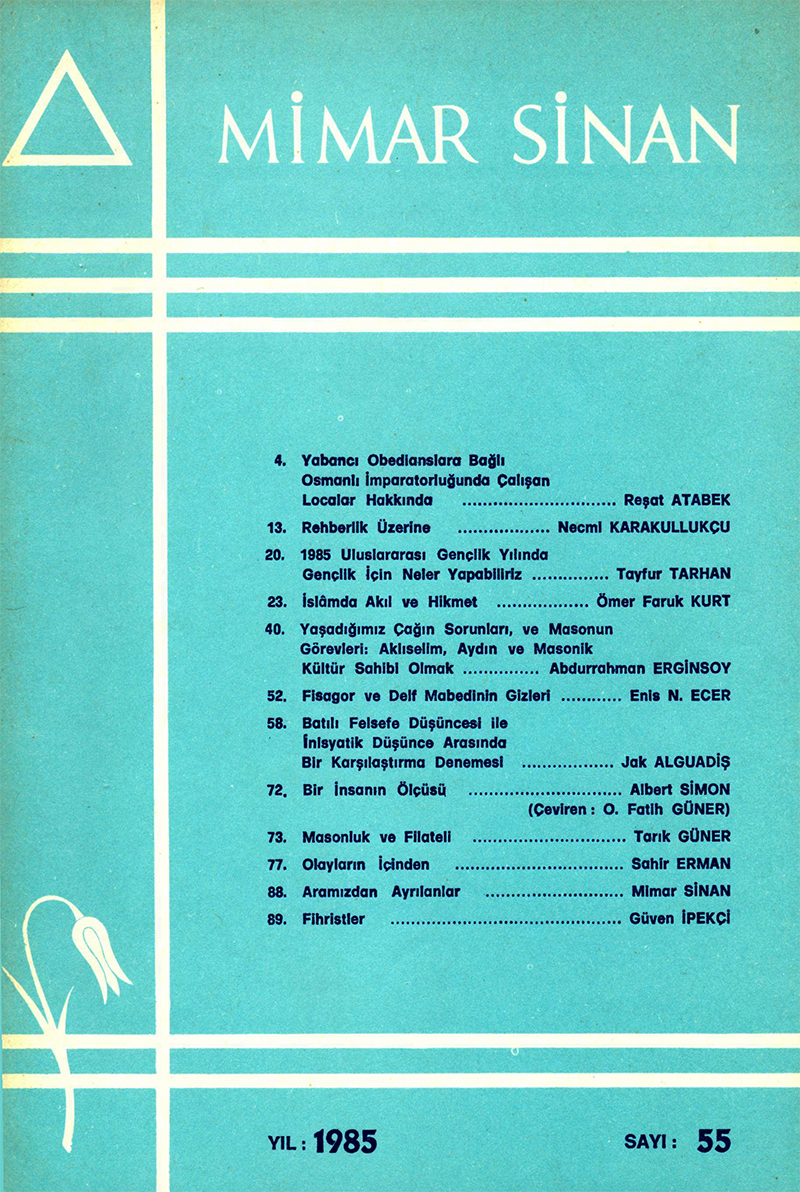 MİMAR SİNAN
4. Yabancı Obedianslara Bağlı
Osmanlı İmparatorluğunda Çalışan
Localar Hakkında .............................. Reşat ATABEK
13. Rehberlik Üzerine .................. Necmi KARAKULLUKÇU
20. 1985 Uluslararası Gençlik Yılında
Gençlik İçin Neler Yapabiliriz ............... Tayfur TARHAN
23. İslâmda Akıl ve Hikmet .................. Ömer Faruk KURT
40. Yaşadığımız Çağın Sorunları, ve Masonun
Görevleri: Aklıselim, Aydın ve Masonik
Kültür Sahibi Olmak ............... Abdurrahman ERGİNSOY
52. Fisagor ve Delf Mabedinin Gizleri ............ Enis N. ECER
58. Batılı Felsefe Düşüncesi ile
İnisyatik Düşünce Arasında
Bir Karşılaştırma Denemesi .................. Jak ALGUADİŞ
72. Bir İnsanın Ölçüsü .............................. Albert SİMON
(Çeviren : O. Fatih GÜNER)
73. Masonluk ve Filateli .............................. Tarık GÜNER
77. Olayların İçinden ................................. Sahir ERMAN
88. Aramızdan Ayrılanlar ........................... Mimar SİNAN
89. Fihristler ............................................. Güven İPEKÇİ
YIL : 1985 SAYI : 55